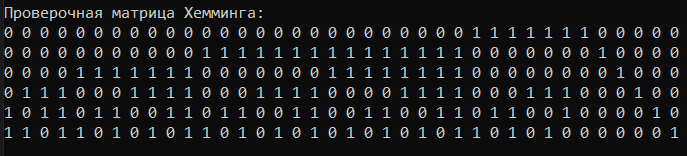 Проверочная матрица Хемминга:
0 0 0 0 0 0 0 0 0 0 0 0 0 0 0 0 0 0 0 0 0 0 0 0 0 0 1 1 1 1 1 1 1 0 0 0 0 0
0 0 0 0 0 0 0 0 0 0 0 1 1 1 1 1 1 1 1 1 1 1 1 1 1 1 0 0 0 0 0 0 0 1 0 0 0 0
0 0 0 0 1 1 1 1 1 1 1 0 0 0 0 0 0 0 1 1 1 1 1 1 1 1 0 0 0 0 0 0 0 0 1 0 0 0
0 1 1 1 0 0 0 1 1 1 1 0 0 0 1 1 1 1 0 0 0 0 1 1 1 1 0 0 0 1 1 1 0 0 0 1 0 0
1 0 1 1 0 1 1 0 0 1 1 0 1 1 0 0 1 1 0 0 1 1 0 0 1 1 0 1 1 0 0 1 0 0 0 0 1 0
1 1 0 1 1 0 1 0 1 0 1 1 0 1 0 1 0 1 0 1 0 1 0 1 0 1 1 0 1 0 1 0 0 0 0 0 0 1